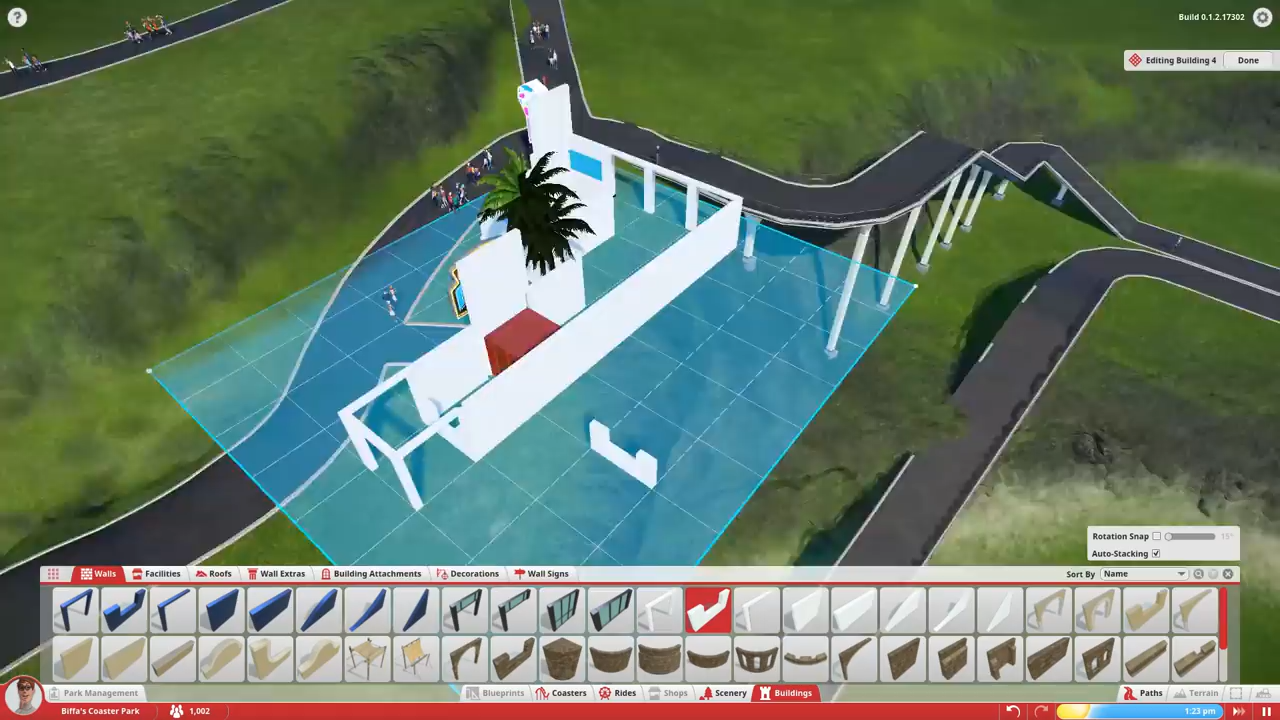 ?
Build 0.1.2.17302
Editing Building 4
Done
Rotation Snap
15°
Auto-Stacking
Walls
Facilities
Roofs
Wall Extras
Building Attachments
Decorations
Wall Signs
Sort By
Name
Park Management
Blueprints
Coasters
Rides
Shops
Scenery
Buildings
Paths
Terrain
Biffa's Coaster Park
1,002
1:23 pm